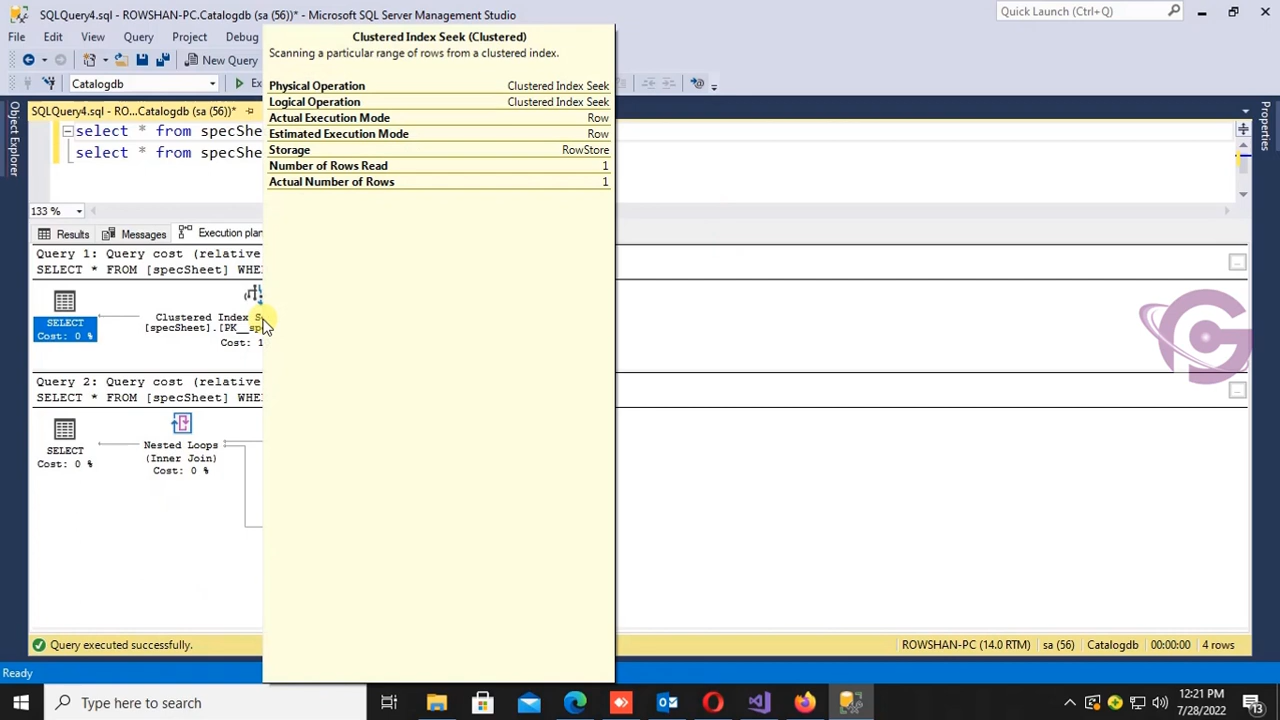 SQLQuery4.sql - ROWSHAN-PC.Catalogdb (sa (56))* - Microsoft SQL Server Management Studio
Quick Launch (Ctrl+Q)
File Edit View Query Project Debug
New Query
Catalogdb
SQLQuery4.sql - RO...Catalogdb (sa (56))*
Object Explorer
Properties
select * from specShe
select * from specShe
133 %
Results Messages Execution plan
Query 1: Query cost (relative
SELECT * FROM [specSheet] WHE
SELECT
Cost: 0 %
Clustered Index S
[specSheet].[PK__sp
Cost: 1
Query 2: Query cost (relative
SELECT * FROM [specSheet] WHE
SELECT
Cost: 0 %
Nested Loops
(Inner Join)
Cost: 0 %
Clustered Index Seek (Clustered)
Scanning a particular range of rows from a clustered index.
Physical Operation Clustered Index Seek
Logical Operation Clustered Index Seek
Actual Execution Mode Row
Estimated Execution Mode Row
Storage RowStore
Number of Rows Read 1
Actual Number of Rows 1
Query executed successfully.
ROWSHAN-PC (14.0 RTM) sa (56) Catalogdb 00:00:00 4 rows
Ready
Type here to search
12:21 PM
7/28/2022
13